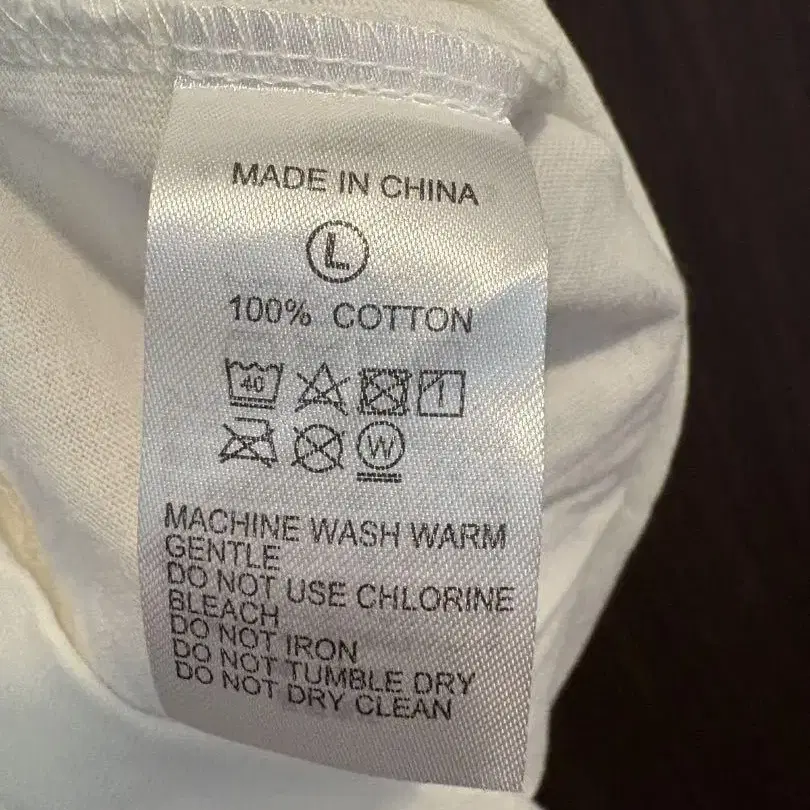 MADE IN CHINA
L
100% COTTON
40
W
MACHINE WASH WARM
GENTLE
DO NOT USE CHLORINE
BLEACH
DO NOT IRON
DO NOT TUMBLE DRY
DO NOT DRY CLEAN